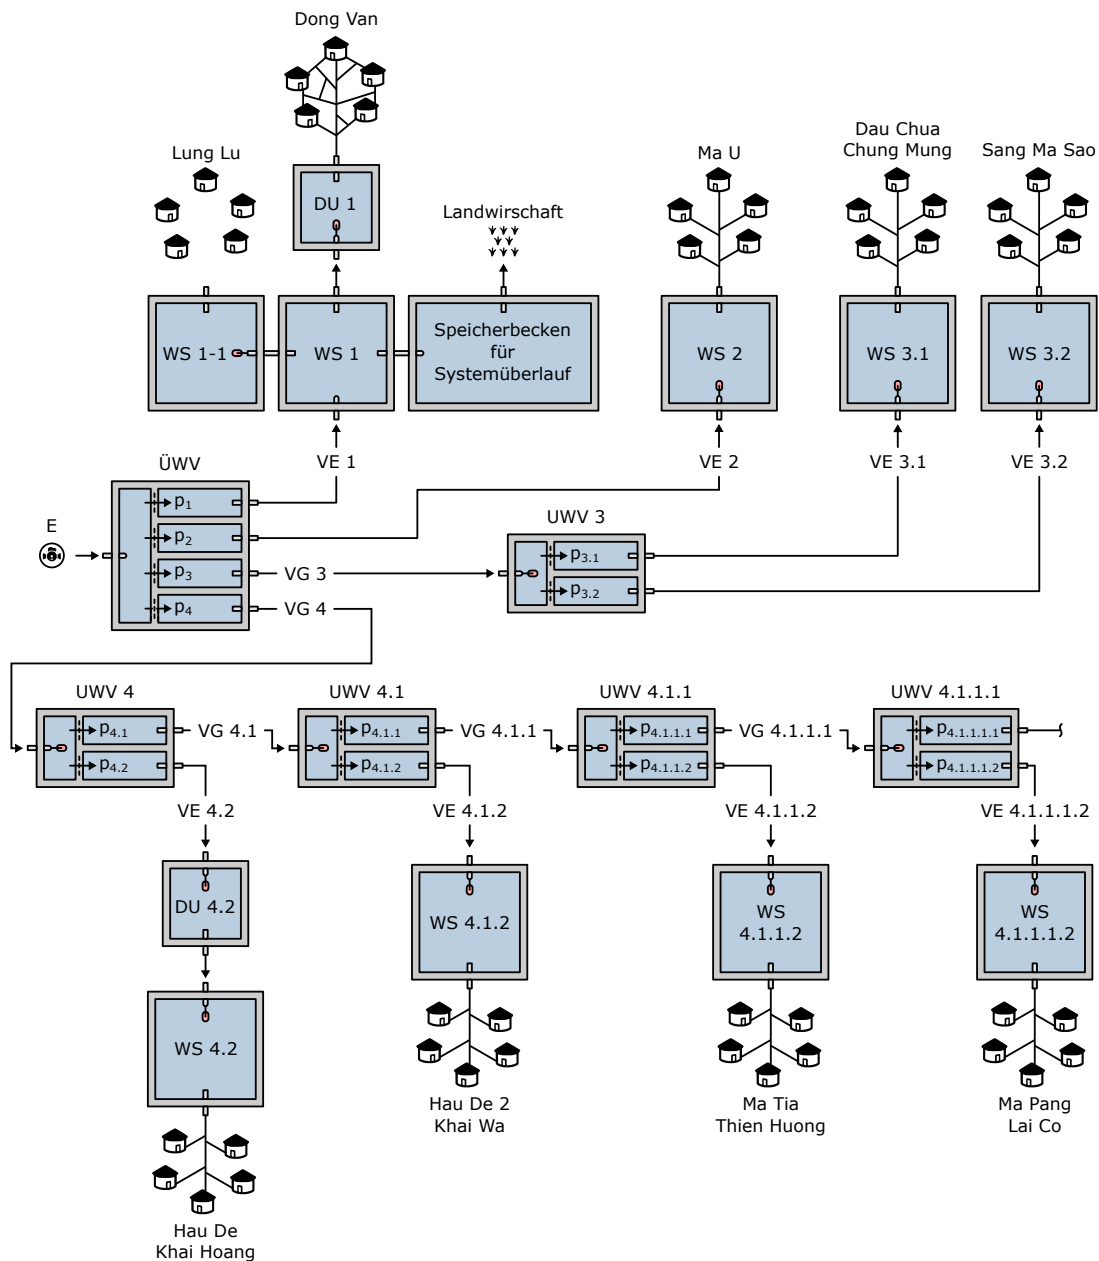 Dong Van
Lung Lu
DU 1
Landwirschaft
Ma U
Dau Chua
Chung Mung
Sang Ma Sao
WS 1-1
WS 1
Speicherbecken
für
Systemüberlauf
WS 2
WS 3.1
WS 3.2
VE 1
VE 2
VE 3.1
VE 3.2
ÜWV
E
p1
p2
p3
p4
VG 3
VG 4
UWV 3
p3.1
p3.2
UWV 4
p4.1
p4.2
VG 4.1
UWV 4.1
p4.1.1
p4.1.2
VG 4.1.1
UWV 4.1.1
p4.1.1.1
p4.1.1.2
VG 4.1.1.1
UWV 4.1.1.1
p4.1.1.1.1
p4.1.1.1.2
VE 4.2
VE 4.1.2
VE 4.1.1.2
VE 4.1.1.1.2
DU 4.2
WS 4.2
WS 4.1.2
WS
4.1.1.2
WS
4.1.1.1.2
Hau De
Khai Hoang
Hau De 2
Khai Wa
Ma Tia
Thien Huong
Ma Pang
Lai Co